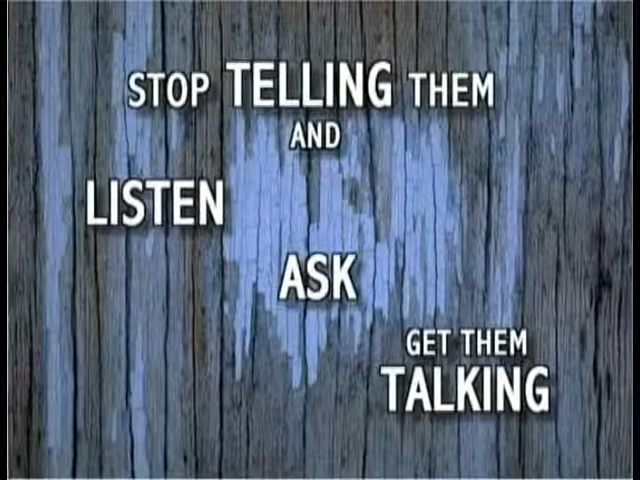 STOP TELLING THEM
AND
LISTEN
ASK
GET THEM
TALKING